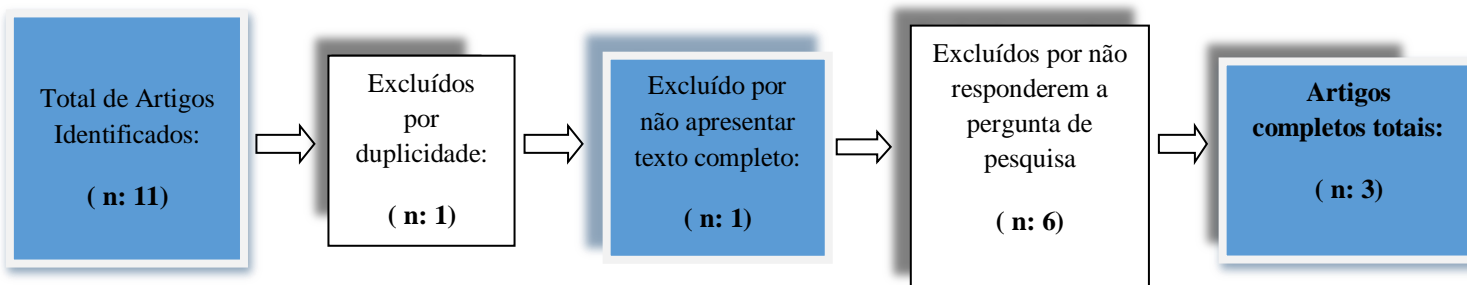 Total de Artigos
Identificados:
( n: 11)
Excluídos
por
duplicidade:
( n: 1)
Excluído por
não apresentar
texto completo:
( n: 1)
Excluídos por não
responderem a
pergunta de
pesquisa
( n: 6)
Artigos
completos totais:
( n: 3)